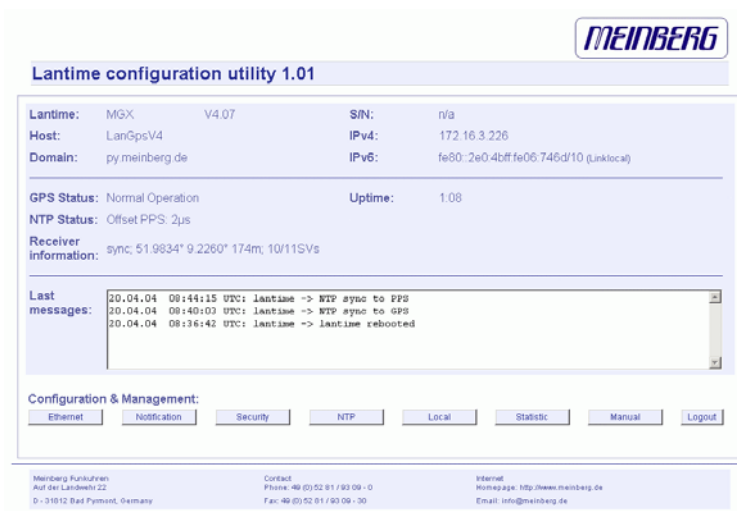 MEINBERG
Lantime configuration utility 1.01
Lantime: MGX V4.07 S/N: n/a
Host: LanGpsV4 IPv4: 172.16.3.226
Domain: py.meinberg.de IPv6: fe80::2e0:4bff:fe06:746d/10 (Linklocal)
GPS Status: Normal Operation Uptime: 1:08
NTP Status: Offset PPS: 2µs
Receiver information: sync; 51.9834° 9.2260° 174m; 10/11SVs
Last messages:
20.04.04 08:44:15 UTC: lantime -> NTP sync to PPS
20.04.04 08:40:03 UTC: lantime -> NTP sync to GPS
20.04.04 08:36:42 UTC: lantime -> lantime rebooted
Configuration & Management:
Ethernet Notification Security NTP Local Statistic Manual Logout
Meinberg Funkuhren Contact Internet
Auf der Landwehr 22 Phone: 49 (0) 52 81 / 93 09 - 0 Homepage: http://www.meinberg.de
D - 31812 Bad Pyrmont, Germany Fax: 49 (0) 52 81 / 93 09 - 30 Email: info@meinberg.de